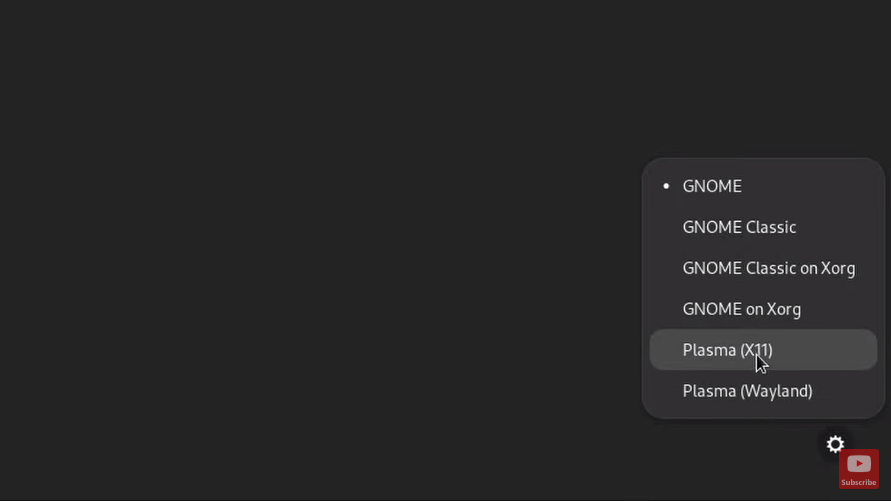 GNOME
GNOME Classic
GNOME Classic on Xorg
GNOME on Xorg
Plasma (X11)
Plasma (Wayland)
Subscribe